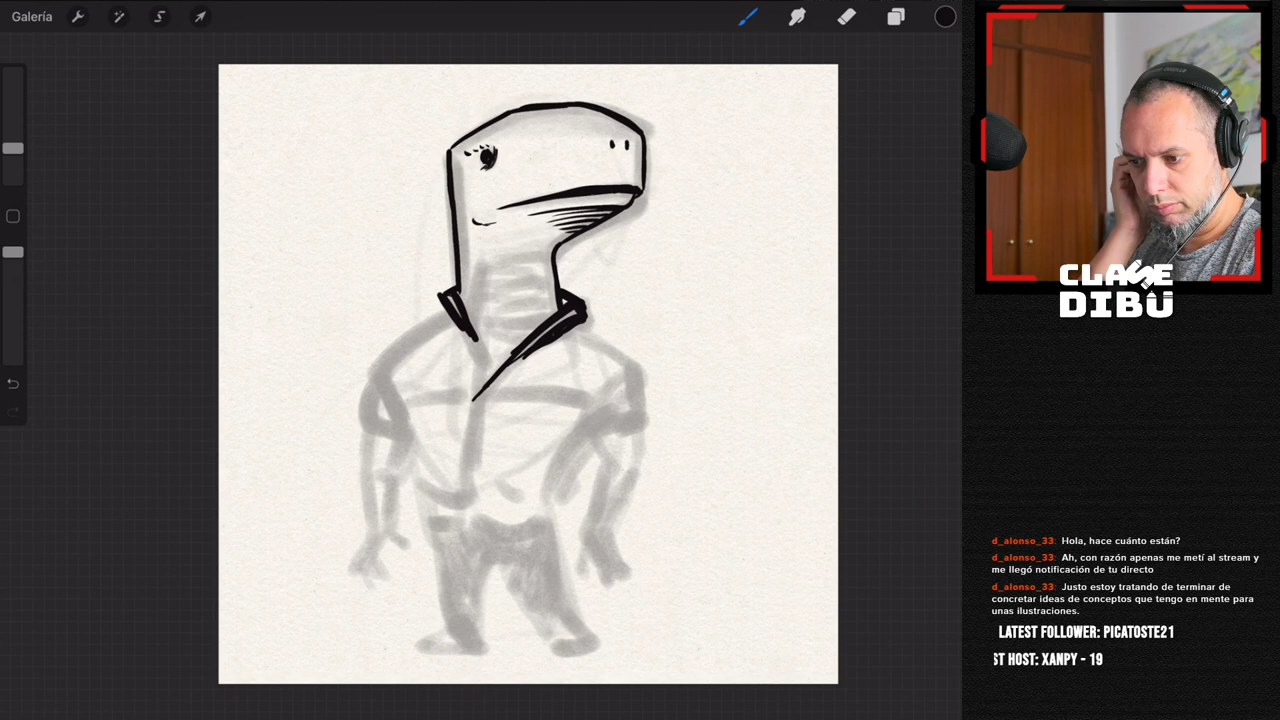 Galería
CLASE
DIBU
d_alonso_33: Hola, hace cuánto están?
d_alonso_33: Ah, con razón apenas me metí al stream y
me llegó notificación de tu directo
d_alonso_33: Justo estoy tratando de terminar de
concretar ideas de conceptos que tengo en mente para
unas ilustraciones.
LATEST FOLLOWER: PICATOSTE21
ST HOST: XANPY - 19